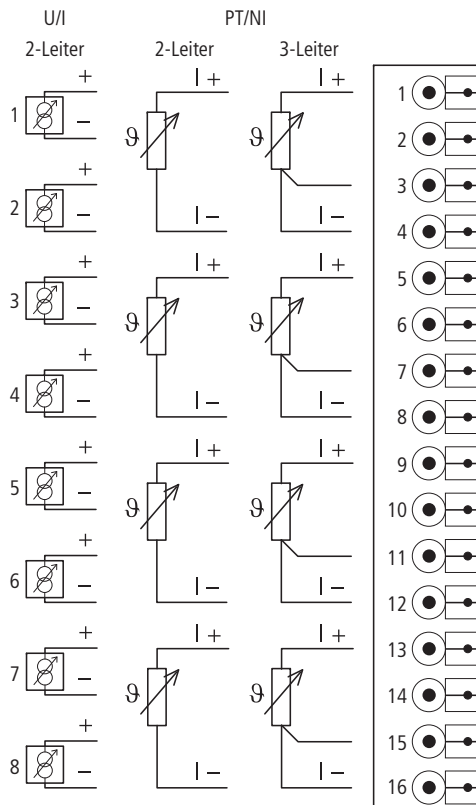 U/I PT/NI
2-Leiter 2-Leiter 3-Leiter
+ I + I +
1 − ϑ ϑ 1
2
+ 3
2 − I − I − 4
+ I + I + 5
3 − ϑ ϑ 6
+ 7
4 − I − I − 8
+ I + I + 9
5 − ϑ ϑ 10
+ 11
6 − I − I − 12
+ I + I + 13
7 − ϑ ϑ 14
+ 15
8 − I − I − 16